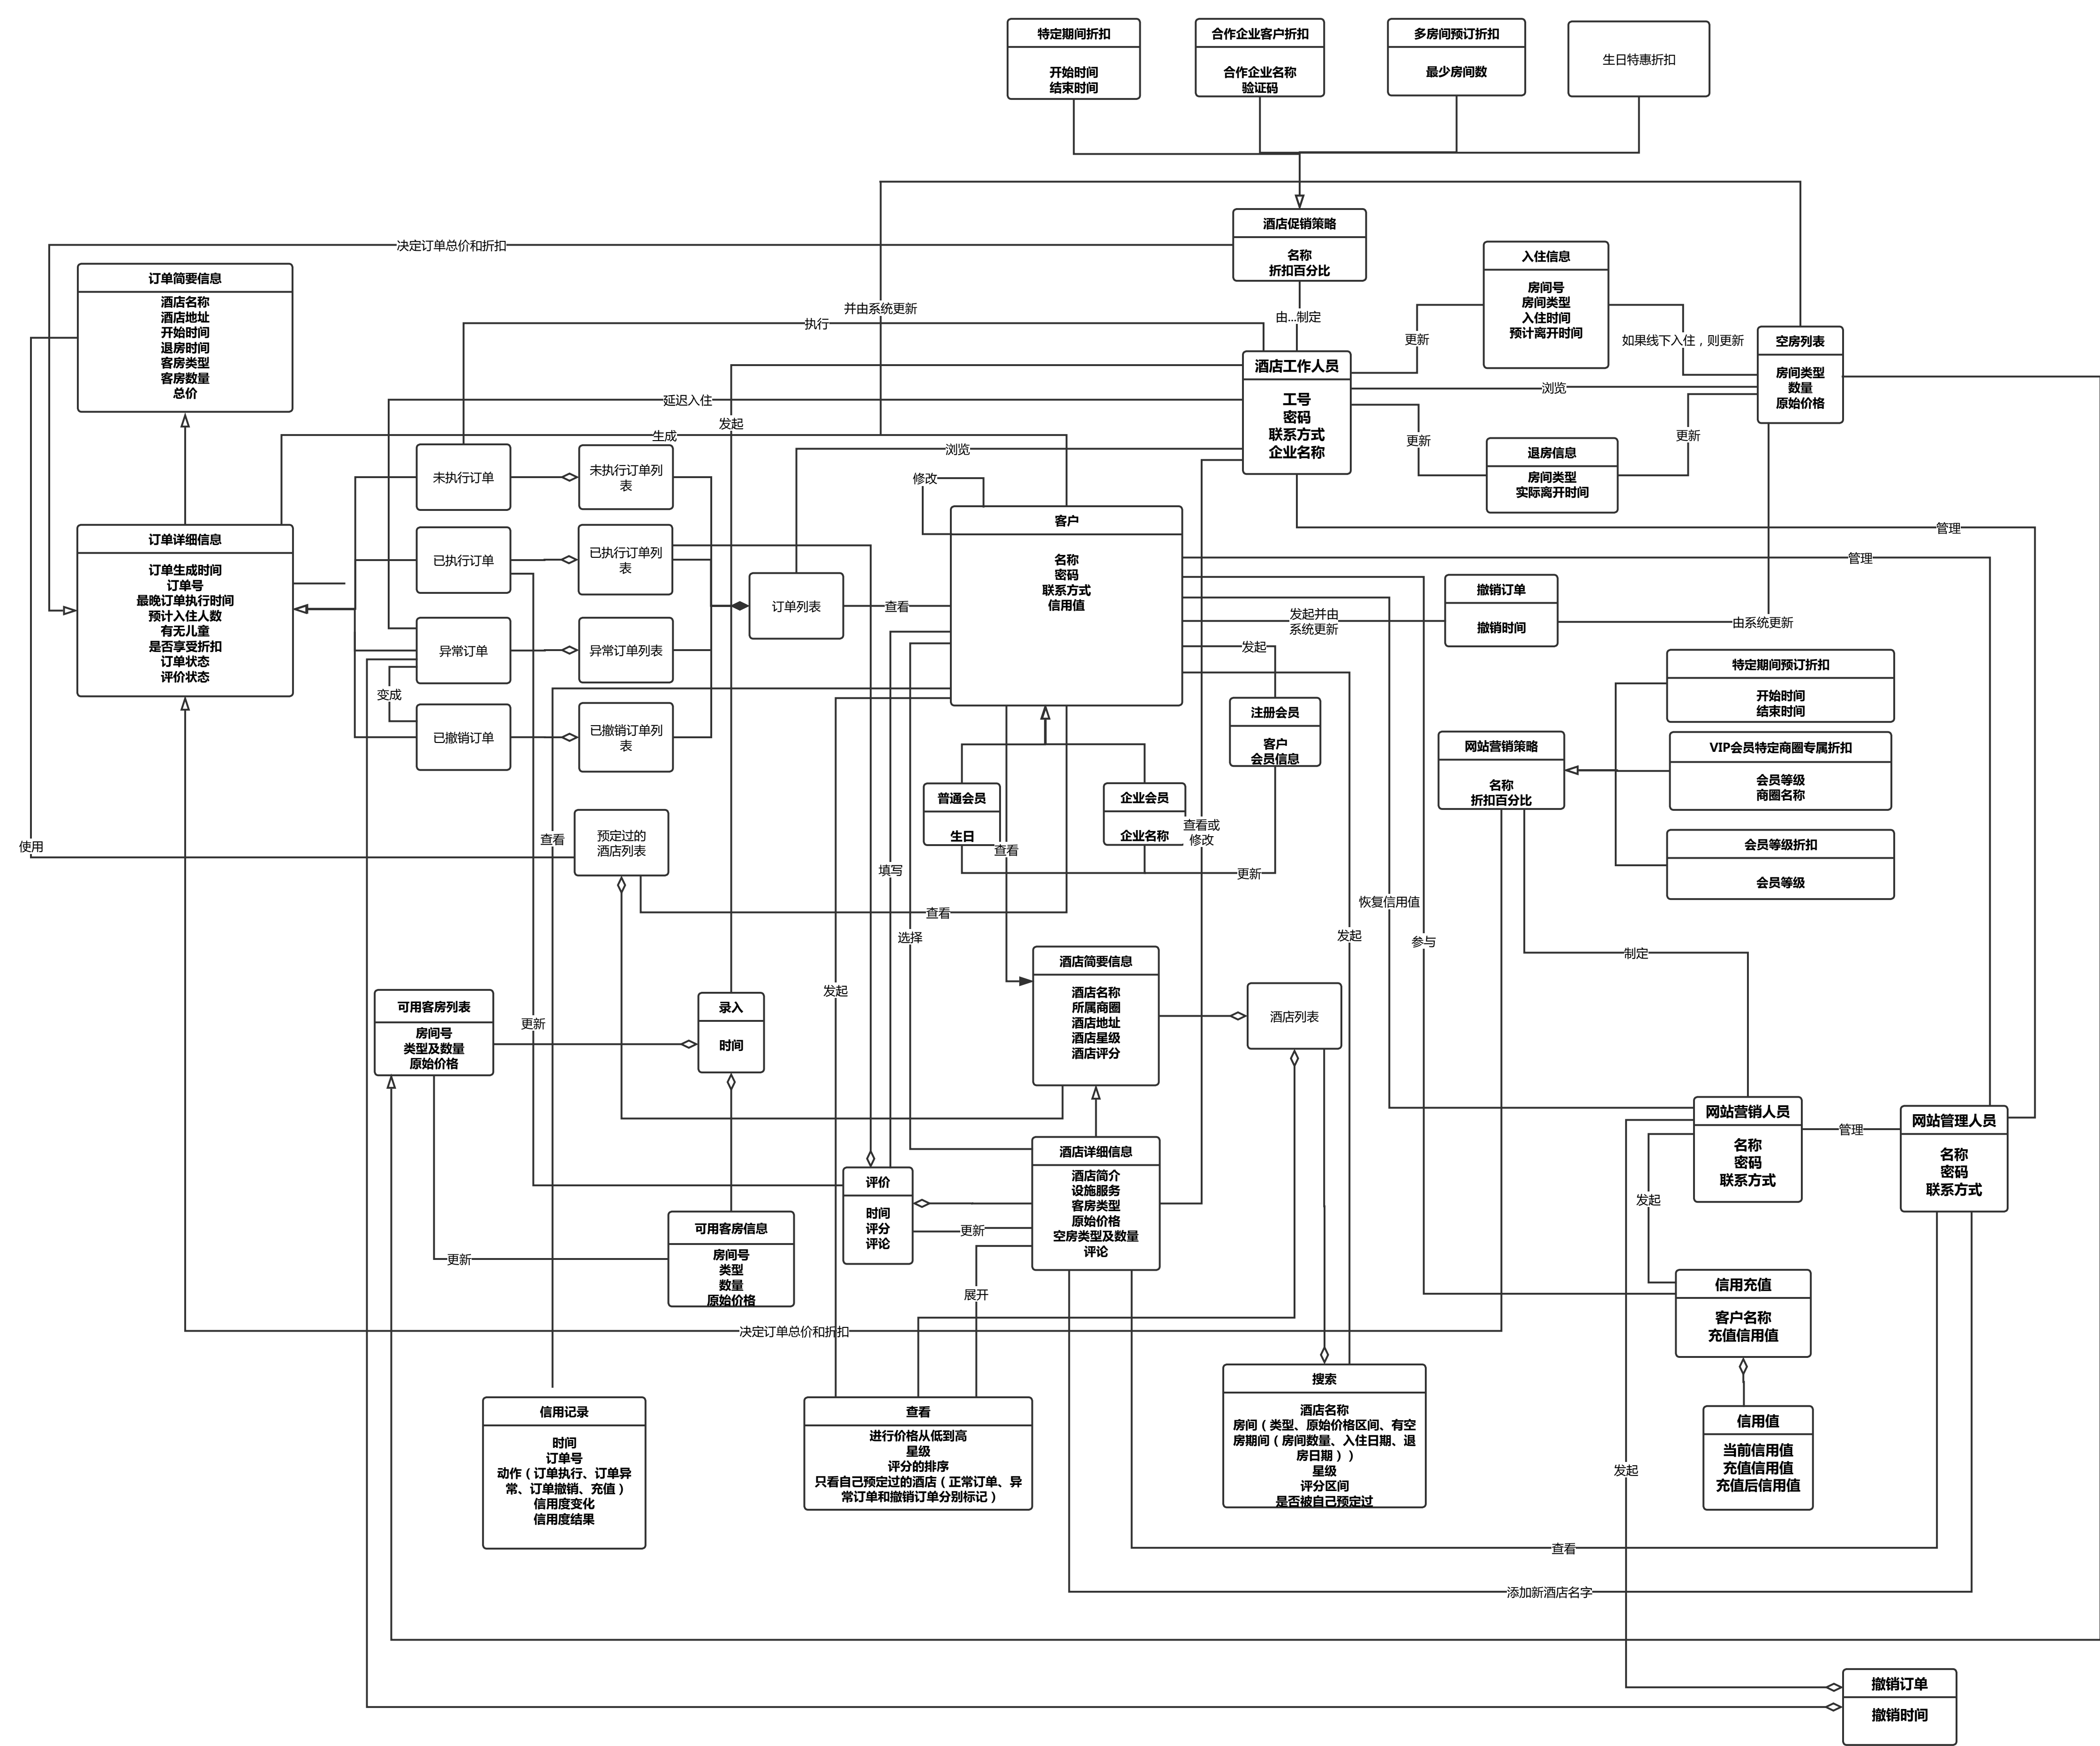 特定期间折扣
开始时间
结束时间
合作企业客户折扣
合作企业名称
验证码
多房间预订折扣
最少房间数
生日特惠折扣
酒店促销策略
名称
折扣百分比
决定订单总价和折扣
订单简要信息
酒店名称
酒店地址
开始时间
退房时间
客房类型
客房数量
总价
并由系统更新
执行
由...制定
入住信息
房间号
房间类型
入住时间
预计离开时间
更新
如果线下入住，则更新
空房列表
房间类型
数量
原始价格
酒店工作人员
工号
密码
联系方式
企业名称
浏览
延迟入住
发起
生成
浏览
更新
更新
退房信息
房间类型
实际离开时间
未执行订单
未执行订单列
表
修改
客户
名称
密码
联系方式
信用值
管理
管理
订单详细信息
订单生成时间
订单号
最晚订单执行时间
预计入住人数
有无儿童
是否享受折扣
订单状态
评价状态
已执行订单
已执行订单列
表
订单列表
查看
撤销订单
撤销时间
发起并由
系统更新
由系统更新
异常订单
异常订单列表
发起
变成
已撤销订单
已撤销订单列
表
注册会员
客户
会员信息
特定期间预订折扣
开始时间
结束时间
网站营销策略
名称
折扣百分比
VIP会员特定商圈专属折扣
会员等级
商圈名称
会员等级折扣
会员等级
普通会员
生日
企业会员
企业名称
查看或
修改
使用
查看
预定过的
酒店列表
查看
填写
更新
恢复信用值
查看
选择
发起
参与
制定
酒店简要信息
酒店名称
所属商圈
酒店地址
酒店星级
酒店评分
酒店列表
发起
可用客房列表
房间号
类型及数量
原始价格
更新
录入
时间
网站营销人员
名称
密码
联系方式
管理
网站管理人员
名称
密码
联系方式
酒店详细信息
酒店简介
设施服务
客房类型
原始价格
空房类型及数量
评论
评价
时间
评分
评论
更新
发起
可用客房信息
房间号
类型
数量
原始价格
更新
展开
信用充值
客户名称
充值信用值
决定订单总价和折扣
信用记录
时间
订单号
动作（订单执行、订单异
常、订单撤销、充值）
信用度变化
信用度结果
查看
进行价格从低到高
星级
评分的排序
只看自己预定过的酒店（正常订单、异
常订单和撤销订单分别标记）
搜索
酒店名称
房间（类型、原始价格区间、有空
房期间（房间数量、入住日期、退
房日期））
星级
评分区间
是否被自己预定过
信用值
当前信用值
充值信用值
充值后信用值
发起
查看
添加新酒店名字
撤销订单
撤销时间